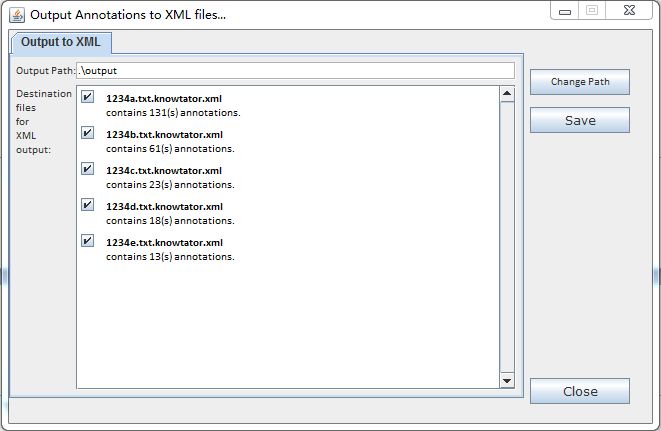 Output Annotations to XML files...
Output to XML
Output Path: .\output
Change Path
Destination
files
for
XML
output:
1234a.txt.knowtator.xml
contains 131(s) annotations.
1234b.txt.knowtator.xml
contains 61(s) annotations.
1234c.txt.knowtator.xml
contains 23(s) annotations.
1234d.txt.knowtator.xml
contains 18(s) annotations.
1234e.txt.knowtator.xml
contains 13(s) annotations.
Save
Close